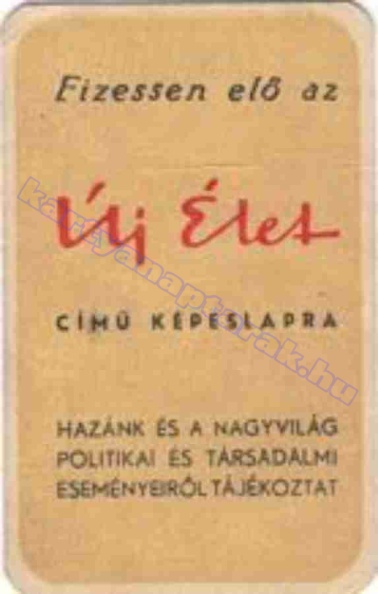 Fizessen elő az
Új Élet
CÍMŰ KÉPESLAPRA
HAZÁNK ÉS A NAGYVILÁG
POLITIKAI ÉS TÁRSADALMI
ESEMÉNYEIRŐL TÁJÉKOZTAT
kartyanaptarak.hu